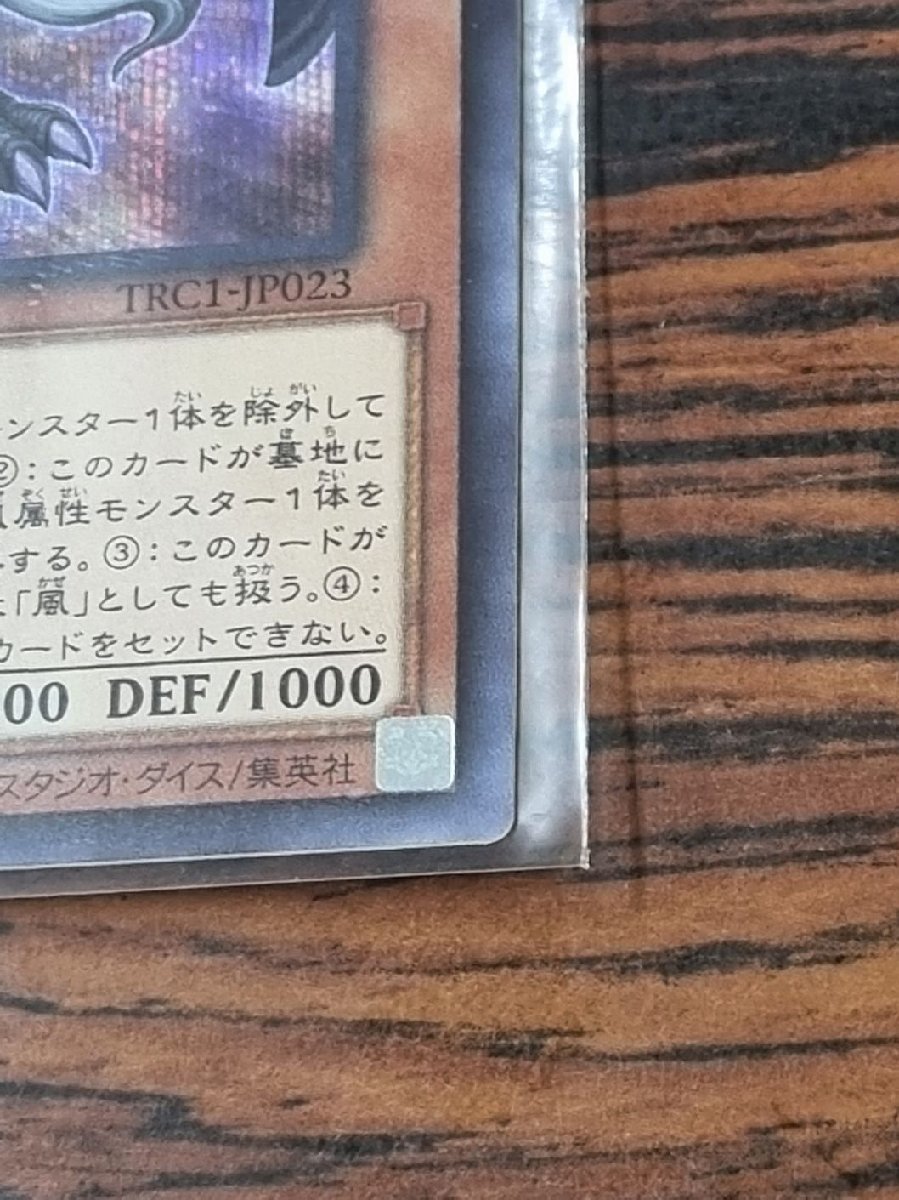 TRC1-JP023
ンスター1体を除外して
②:このカードが墓地に
属性モンスター1体を
する。③:このカードが
「風」としても扱う。④:
カードをセットできない。
00 DEF/1000
スタジオ・ダイス/集英社